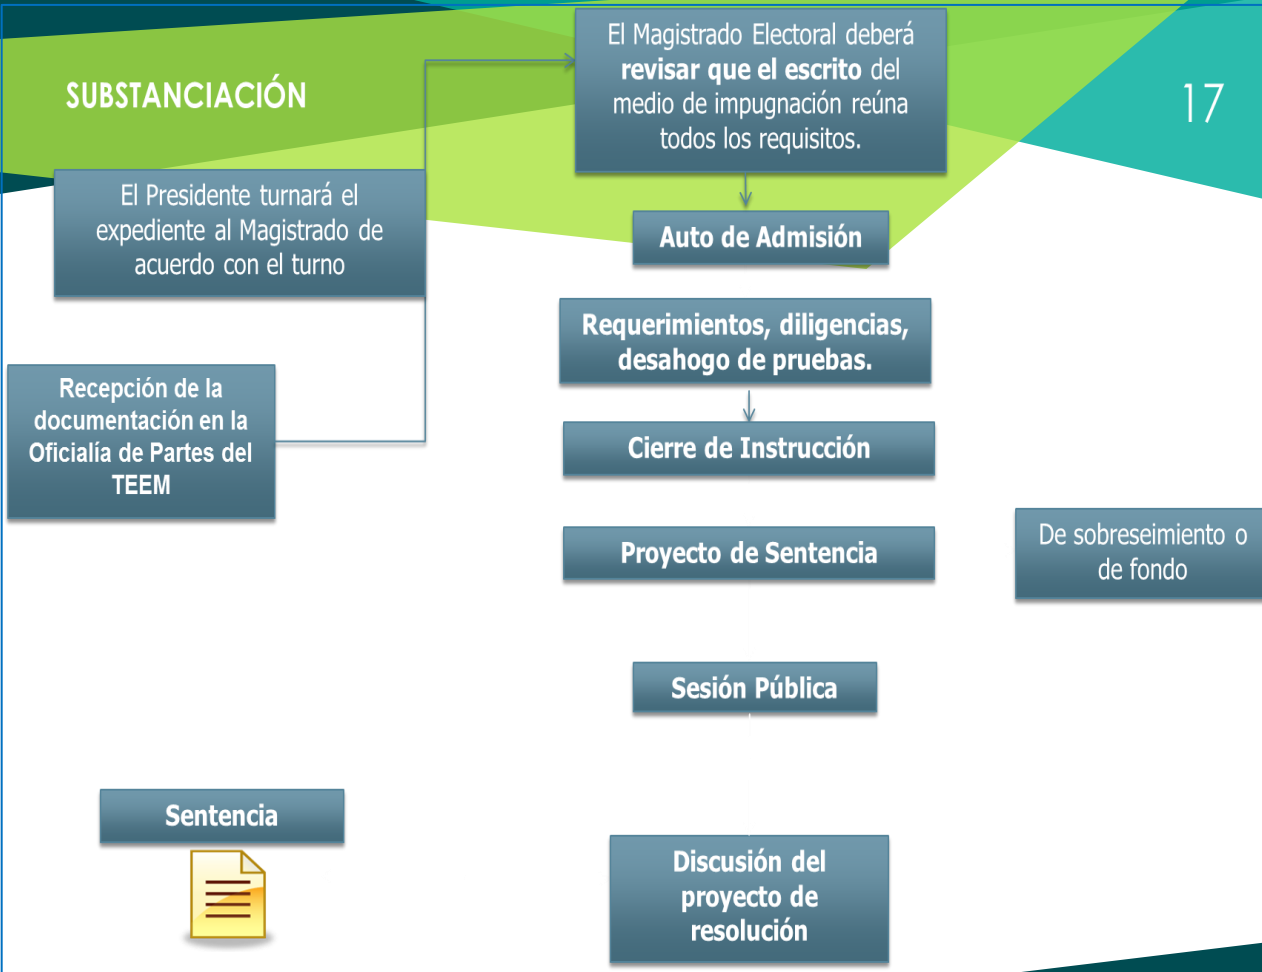 SUBSTANCIACIÓN
17
El Magistrado Electoral deberá
revisar que el escrito del
medio de impugnación reúna
todos los requisitos.
El Presidente turnará el
expediente al Magistrado de
acuerdo con el turno
Auto de Admisión
Requerimientos, diligencias,
desahogo de pruebas.
Recepción de la
documentación en la
Oficialía de Partes del
TEEM
Cierre de Instrucción
Proyecto de Sentencia
De sobreseimiento o
de fondo
Sesión Pública
Sentencia
Discusión del
proyecto de
resolución